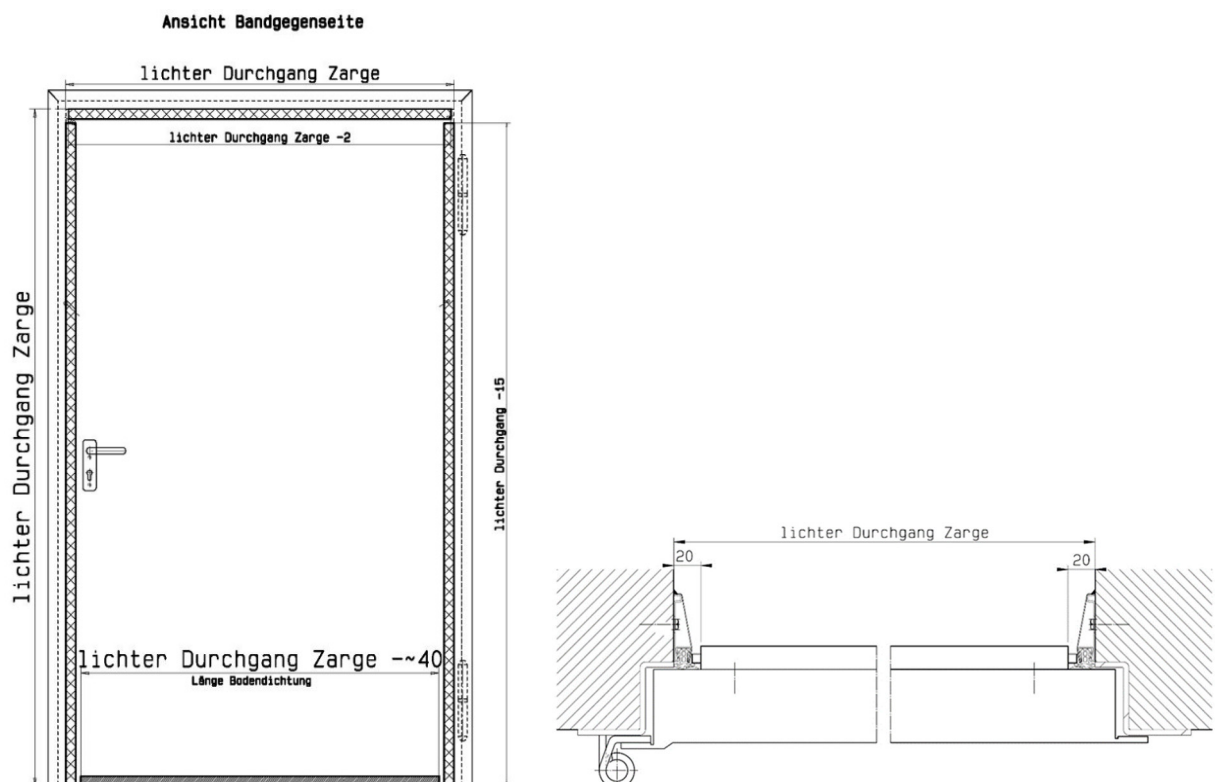 Ansicht Bandgegenseite
lichter Durchgang Zarge
lichter Durchgang Zarge -2
lichter Durchgang Zarge
lichter Durchgang -15
lichter Durchgang Zarge -~40
Länge Bodendichtung
lichter Durchgang Zarge
20
20